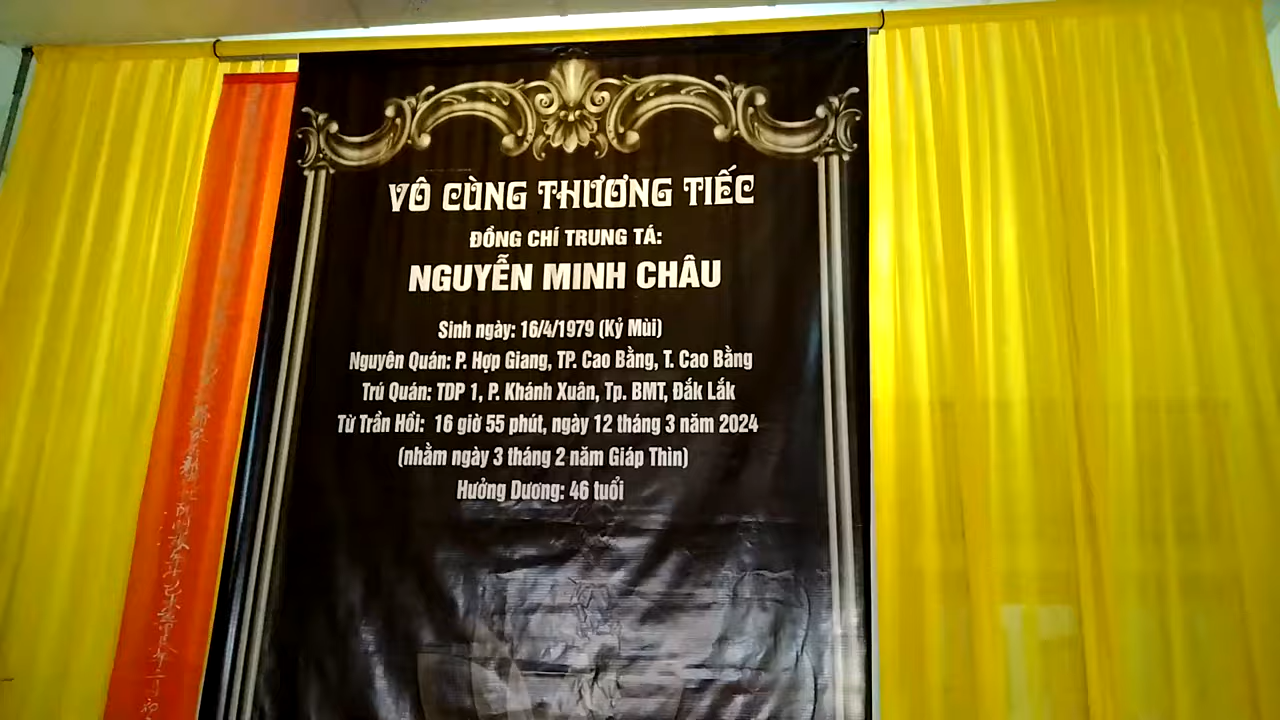 VÔ CÙNG THƯƠNG TIẾC
ĐỒNG CHÍ TRUNG TÁ:
NGUYỄN MINH CHÂU
Sinh ngày: 16/4/1979 (Kỷ Mùi)
Nguyên Quán: P. Hợp Giang, TP. Cao Bằng, T. Cao Bằng
Trú Quán: TDP 1, P. Khánh Xuân, Tp. BMT, Đắk Lắk
Từ Trần Hồi: 16 giờ 55 phút, ngày 12 tháng 3 năm 2024
(nhằm ngày 3 tháng 2 năm Giáp Thìn)
Hưởng Dương: 46 tuổi